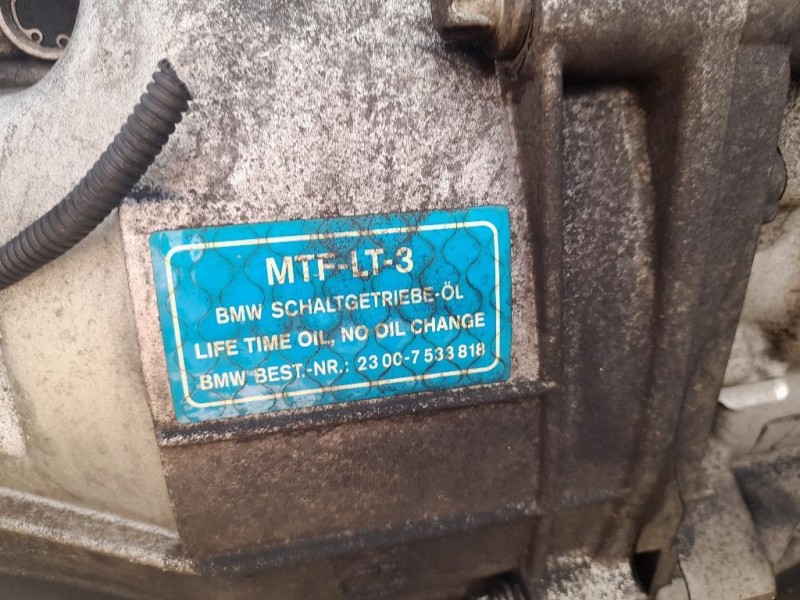 MTF-LT-3
BMW SCHALTGETRIEBE-ÖL
LIFE TIME OIL, NO OIL CHANGE
BMW BEST.-NR.: 23 00-7 533 818